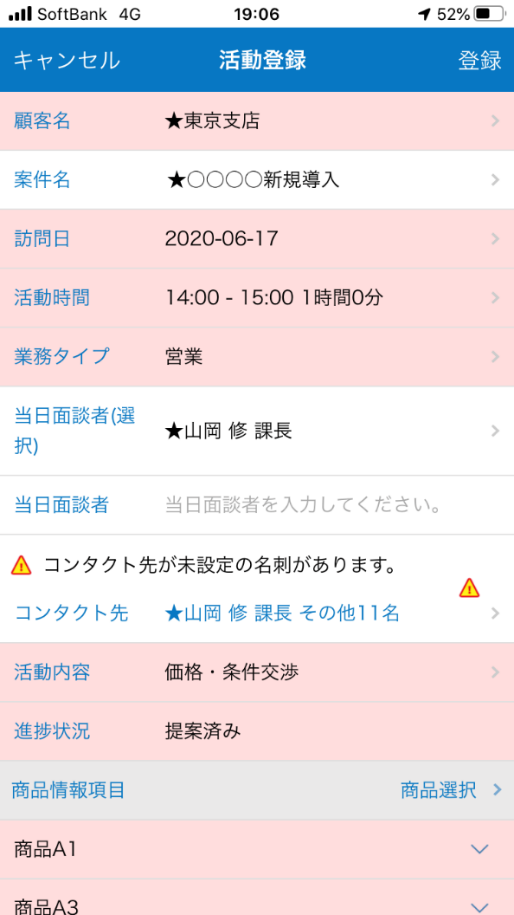 SoftBank 4G 19:06 52%
キャンセル 活動登録 登録
顧客名 ★東京支店
案件名 ★○○○○新規導入
訪問日 2020-06-17
活動時間 14:00 - 15:00 1時間0分
業務タイプ 営業
当日面談者(選
択) ★山岡 修 課長
当日面談者 当日面談者を入力してください。
コンタクト先が未設定の名刺があります。
コンタクト先 ★山岡 修 課長 その他11名
活動内容 価格・条件交渉
進捗状況 提案済み
商品情報項目 商品選択
商品A1
商品A3